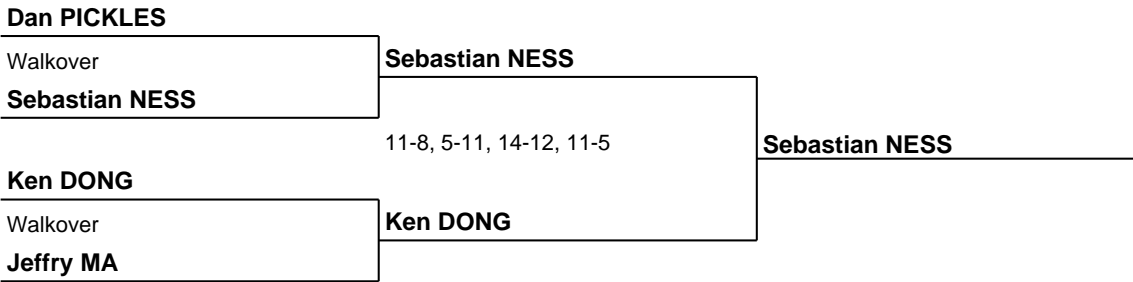 Dan PICKLES
Walkover
Sebastian NESS
Sebastian NESS
11-8, 5-11, 14-12, 11-5
Sebastian NESS
Ken DONG
Walkover
Ken DONG
Jeffry MA